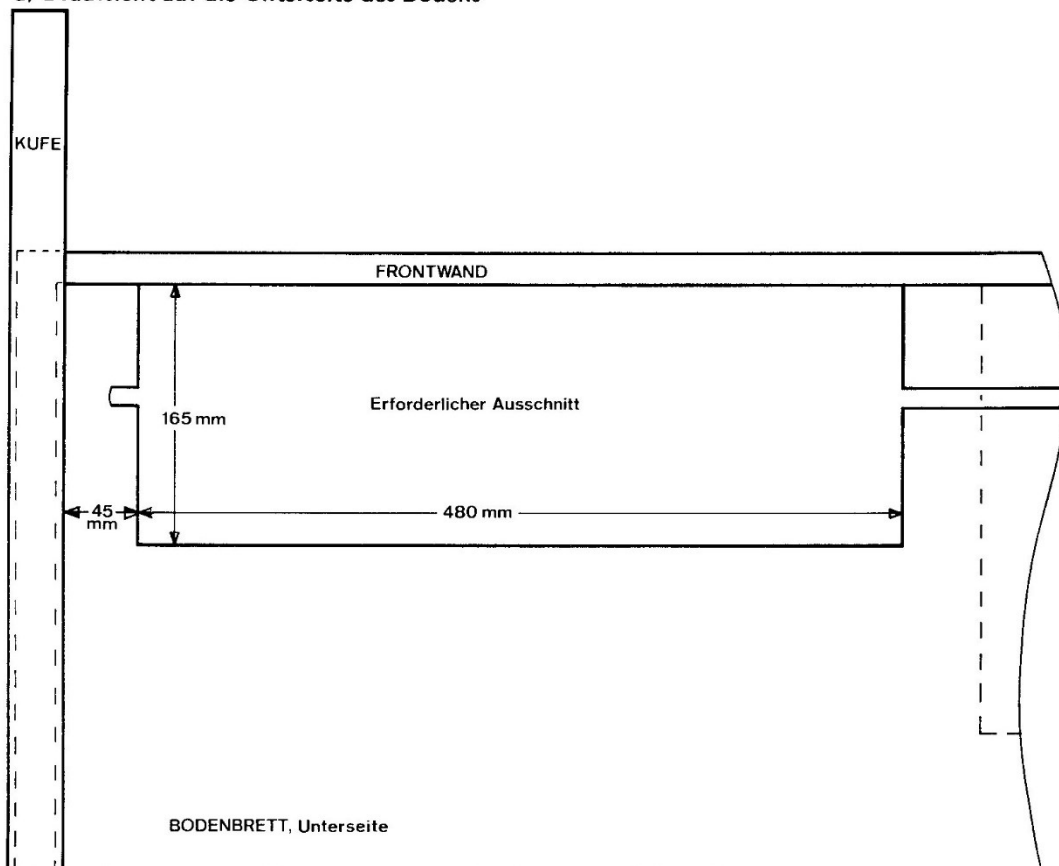 KUFE
FRONTWAND
165 mm
Erforderlicher Ausschnitt
45
mm
480 mm
BODENBRETT, Unterseite